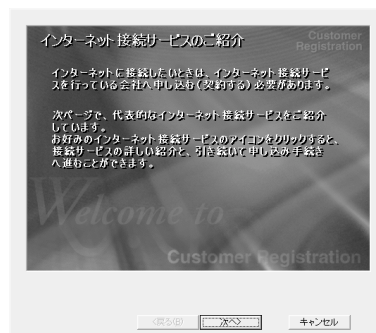 インターネット接続サービスのご紹介
Customer
Registration
インターネットに接続したいときは、インターネット接続サービ
スを行っている会社へ申し込む(契約する)必要があります。
次ページで、代表的なインターネット接続サービスをご紹介
しています。
お好みのインターネット接続サービスのアイコンをクリックすると、
接続サービスの詳しい紹介と、引き続いて申し込み手続き
へ進むことができます。
Welcome to
Customer Registration
<戻る(B)
次へ>
キャンセル